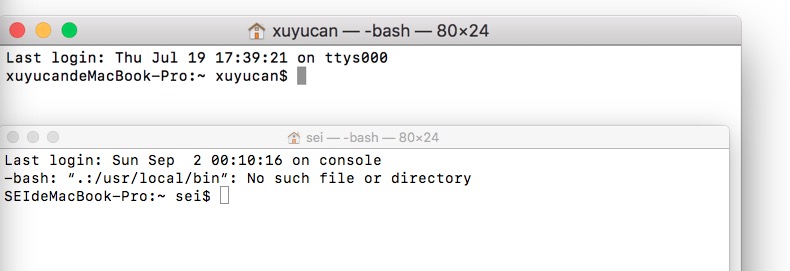 xuyucan — -bash — 80×24
Last login: Thu Jul 19 17:39:21 on ttys000
xuyucandeMacBook-Pro:~ xuyucan$
sei — -bash — 80×24
Last login: Sun Sep  2 00:10:16 on console
-bash: “.:/usr/local/bin”: No such file or directory
SEIdeMacBook-Pro:~ sei$